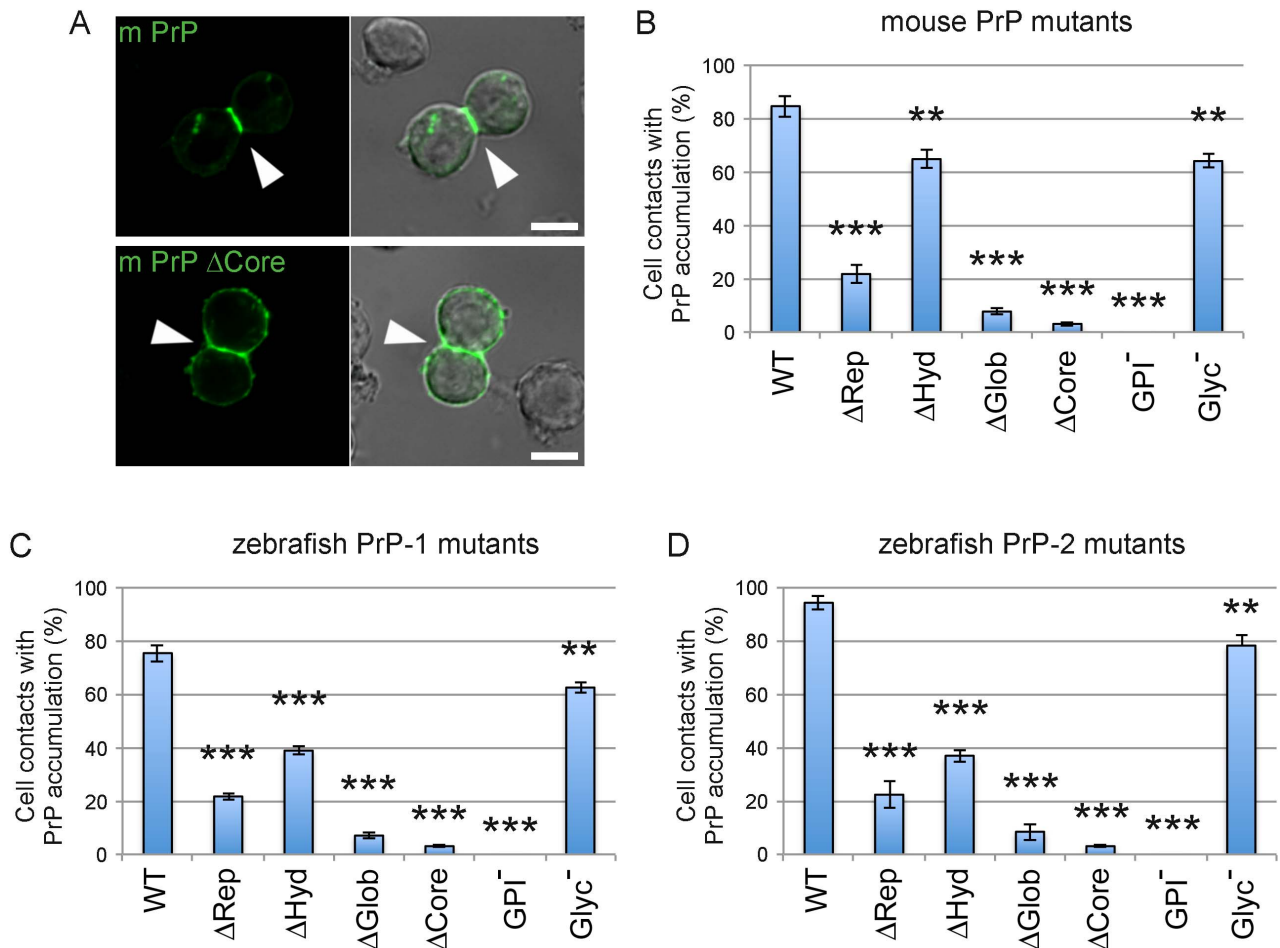 A
m PrP
m PrP ΔCore
B
mouse PrP mutants
Cell contacts with
PrP accumulation (%)
100
80
60
40
20
0
**
**
***
***
***
***
WT
ΔRep
ΔHyd
ΔGlob
ΔCore
GPI⁻
Glyc⁻
C
zebrafish PrP-1 mutants
Cell contacts with
PrP accumulation (%)
100
80
60
40
20
0
**
***
***
***
***
***
WT
ΔRep
ΔHyd
ΔGlob
ΔCore
GPI⁻
Glyc⁻
D
zebrafish PrP-2 mutants
Cell contacts with
PrP accumulation (%)
100
80
60
40
20
0
**
***
***
***
***
***
WT
ΔRep
ΔHyd
ΔGlob
ΔCore
GPI⁻
Glyc⁻